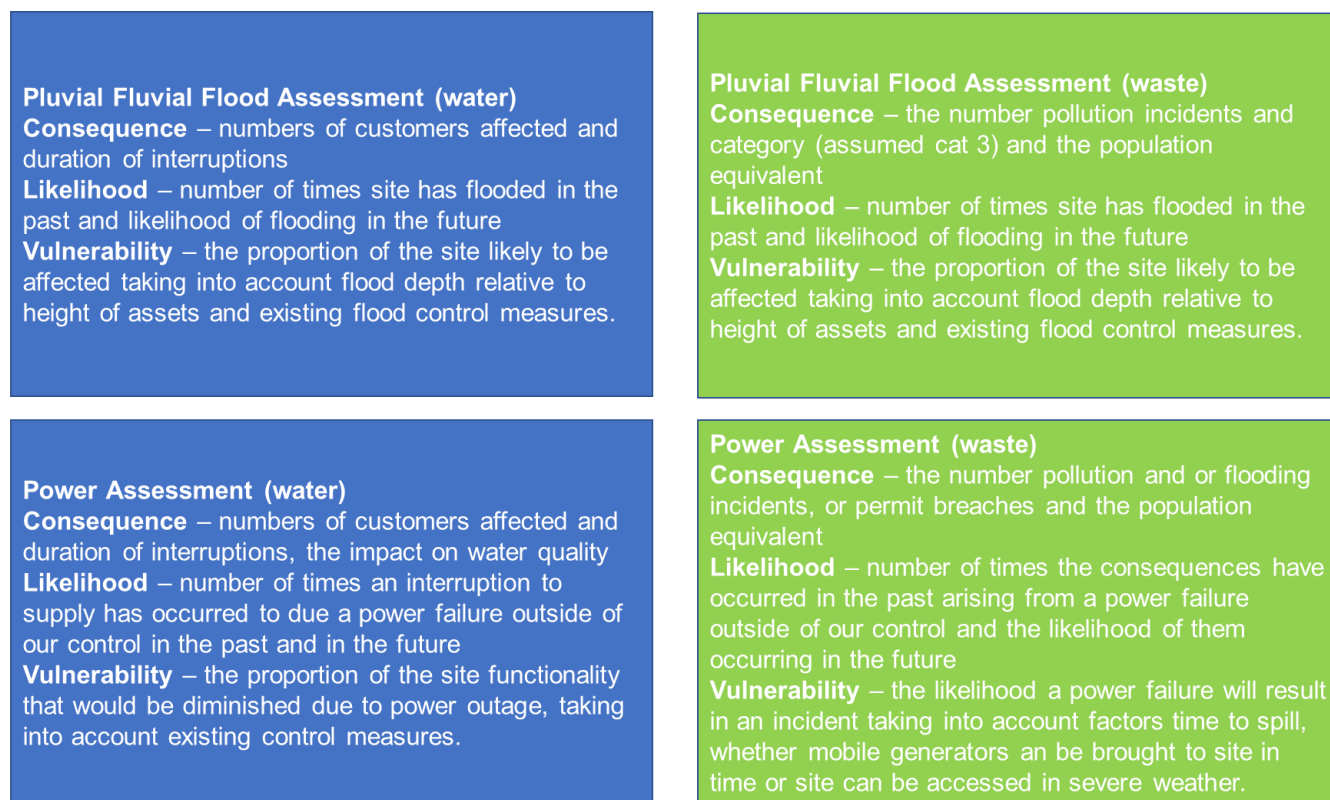 Pluvial Fluvial Flood Assessment (water)
Consequence – numbers of customers affected and
duration of interruptions
Likelihood – number of times site has flooded in the
past and likelihood of flooding in the future
Vulnerability – the proportion of the site likely to be
affected taking into account flood depth relative to
height of assets and existing flood control measures.
Pluvial Fluvial Flood Assessment (waste)
Consequence – the number pollution incidents and
category (assumed cat 3) and the population
equivalent
Likelihood – number of times site has flooded in the
past and likelihood of flooding in the future
Vulnerability – the proportion of the site likely to be
affected taking into account flood depth relative to
height of assets and existing flood control measures.
Power Assessment (water)
Consequence – numbers of customers affected and
duration of interruptions, the impact on water quality
Likelihood – number of times an interruption to
supply has occurred to due a power failure outside of
our control in the past and in the future
Vulnerability – the proportion of the site functionality
that would be diminished due to power outage, taking
into account existing control measures.
Power Assessment (waste)
Consequence – the number pollution and or flooding
incidents, or permit breaches and the population
equivalent
Likelihood – number of times the consequences have
occurred in the past arising from a power failure
outside of our control and the likelihood of them
occurring in the future
Vulnerability – the likelihood a power failure will result
in an incident taking into account factors time to spill,
whether mobile generators an be brought to site in
time or site can be accessed in severe weather.